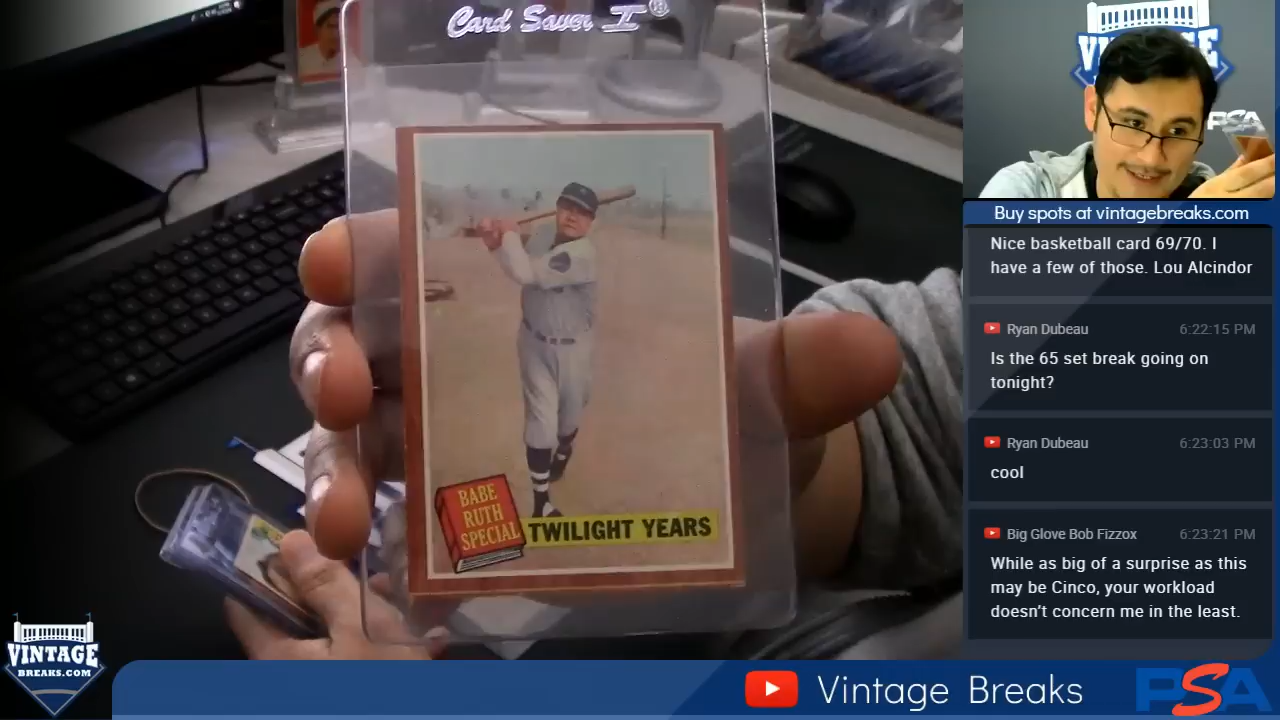 Card Saver I®
BABE
RUTH
SPECIAL
TWILIGHT YEARS
VINTAGE
BREAKS.COM
Vintage Breaks
PSA
VINTAGE
PSA
Buy spots at vintagebreaks.com
Nice basketball card 69/70. I
have a few of those. Lou Alcindor
Ryan Dubeau 6:22:15 PM
Is the 65 set break going on
tonight?
Ryan Dubeau 6:23:03 PM
cool
Big Glove Bob Fizzox 6:23:21 PM
While as big of a surprise as this
may be Cinco, your workload
doesn't concern me in the least.